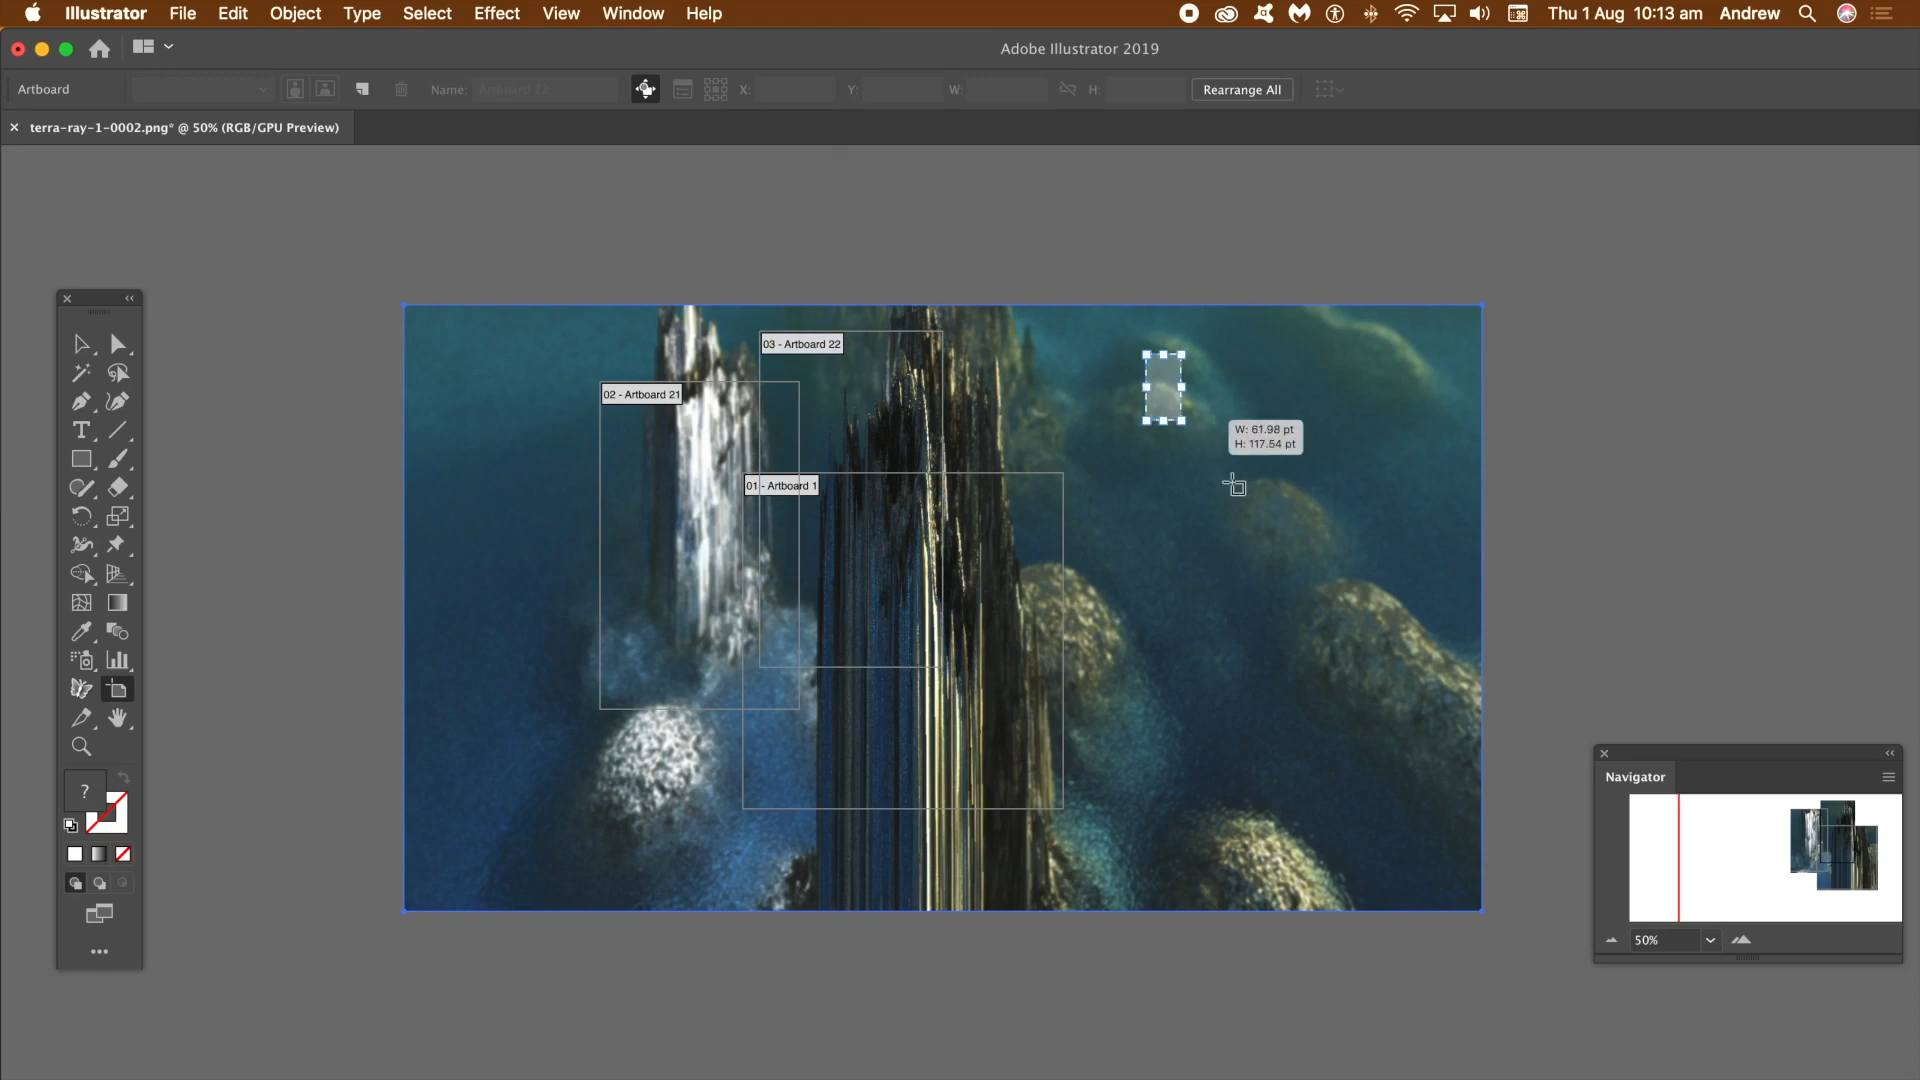 Illustrator File Edit Object Type Select Effect View Window Help Thu 1 Aug 10:13 am Andrew
Adobe Illustrator 2019
Artboard Name: Artboard 22 X: Y: W: H: Rearrange All
terra-ray-1-0002.png* @ 50% (RGB/GPU Preview)
03 - Artboard 22
02 - Artboard 21
W: 61.98 pt
H: 117.54 pt
01 - Artboard 1
?
Navigator
50%